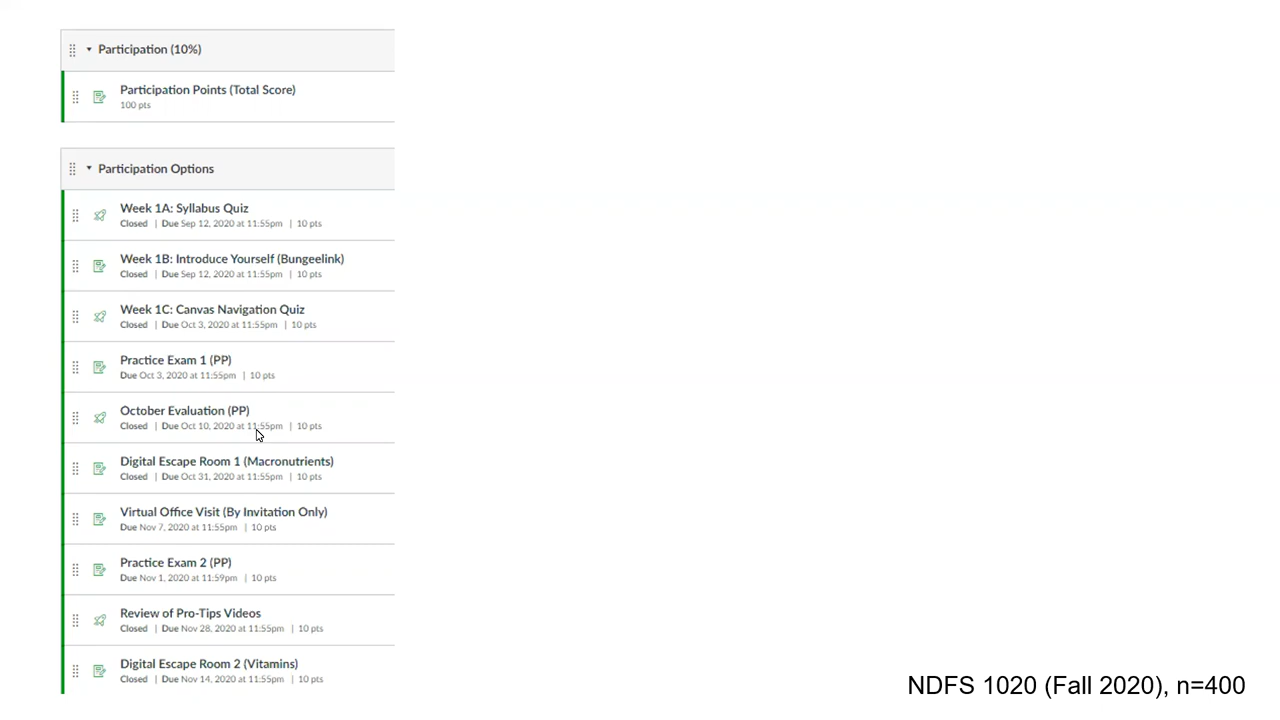 Participation (10%)
Participation Points (Total Score)
100 pts
Participation Options
Week 1A: Syllabus Quiz
Closed | Due Sep 12, 2020 at 11:55pm | 10 pts
Week 1B: Introduce Yourself (Bungeelink)
Closed | Due Sep 12, 2020 at 11:55pm | 10 pts
Week 1C: Canvas Navigation Quiz
Closed | Due Oct 3, 2020 at 11:55pm | 10 pts
Practice Exam 1 (PP)
Due Oct 3, 2020 at 11:55pm | 10 pts
October Evaluation (PP)
Closed | Due Oct 10, 2020 at 11:55pm | 10 pts
Digital Escape Room 1 (Macronutrients)
Closed | Due Oct 31, 2020 at 11:55pm | 10 pts
Virtual Office Visit (By Invitation Only)
Due Nov 7, 2020 at 11:55pm | 10 pts
Practice Exam 2 (PP)
Due Nov 1, 2020 at 11:59pm | 10 pts
Review of Pro-Tips Videos
Closed | Due Nov 28, 2020 at 11:55pm | 10 pts
Digital Escape Room 2 (Vitamins)
Closed | Due Nov 14, 2020 at 11:55pm | 10 pts
NDFS 1020 (Fall 2020), n=400